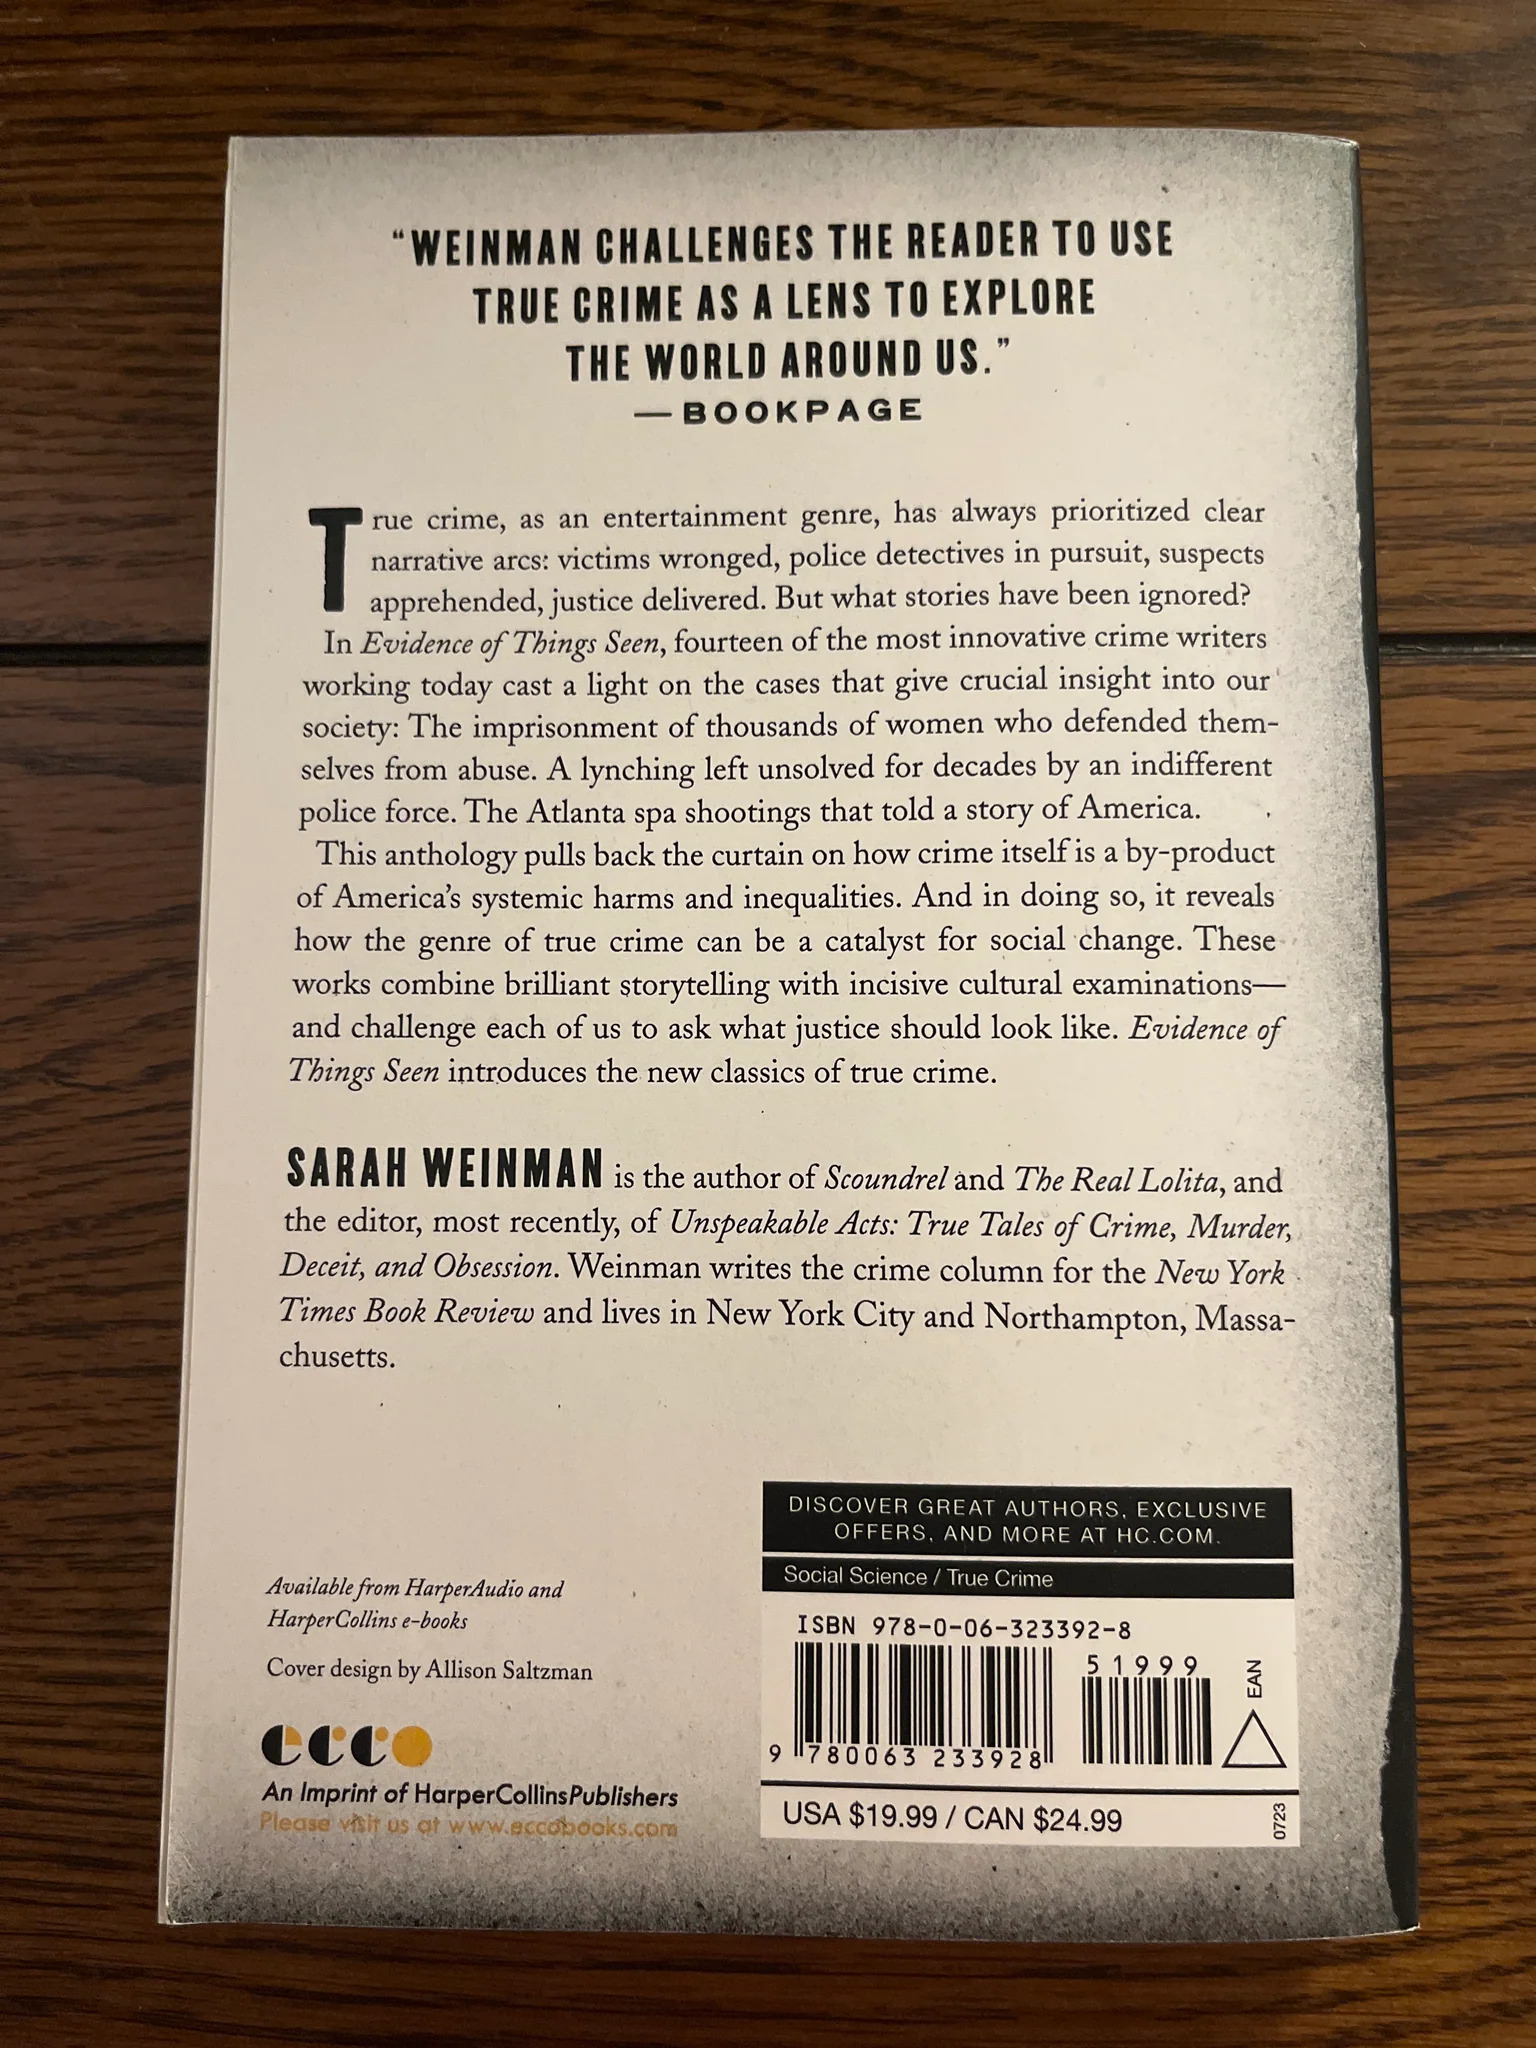 “WEINMAN CHALLENGES THE READER TO USE
TRUE CRIME AS A LENS TO EXPLORE
THE WORLD AROUND US.”
—BOOKPAGE
True crime, as an entertainment genre, has always prioritized clear
narrative arcs: victims wronged, police detectives in pursuit, suspects
apprehended, justice delivered. But what stories have been ignored?
In Evidence of Things Seen, fourteen of the most innovative crime writers
working today cast a light on the cases that give crucial insight into our
society: The imprisonment of thousands of women who defended them-
selves from abuse. A lynching left unsolved for decades by an indifferent
police force. The Atlanta spa shootings that told a story of America.
This anthology pulls back the curtain on how crime itself is a by-product
of America’s systemic harms and inequalities. And in doing so, it reveals
how the genre of true crime can be a catalyst for social change. These
works combine brilliant storytelling with incisive cultural examinations—
and challenge each of us to ask what justice should look like. Evidence of
Things Seen introduces the new classics of true crime.
SARAH WEINMAN is the author of Scoundrel and The Real Lolita, and
the editor, most recently, of Unspeakable Acts: True Tales of Crime, Murder,
Deceit, and Obsession. Weinman writes the crime column for the New York
Times Book Review and lives in New York City and Northampton, Massa-
chusetts.
Available from HarperAudio and
HarperCollins e-books
Cover design by Allison Saltzman
ecco
An Imprint of HarperCollinsPublishers
Please visit us at www.eccobooks.com
DISCOVER GREAT AUTHORS, EXCLUSIVE
OFFERS, AND MORE AT HC.COM.
Social Science / True Crime
ISBN 978-0-06-323392-8
51999
EAN
9 780063 233928
USA $19.99 / CAN $24.99
0723